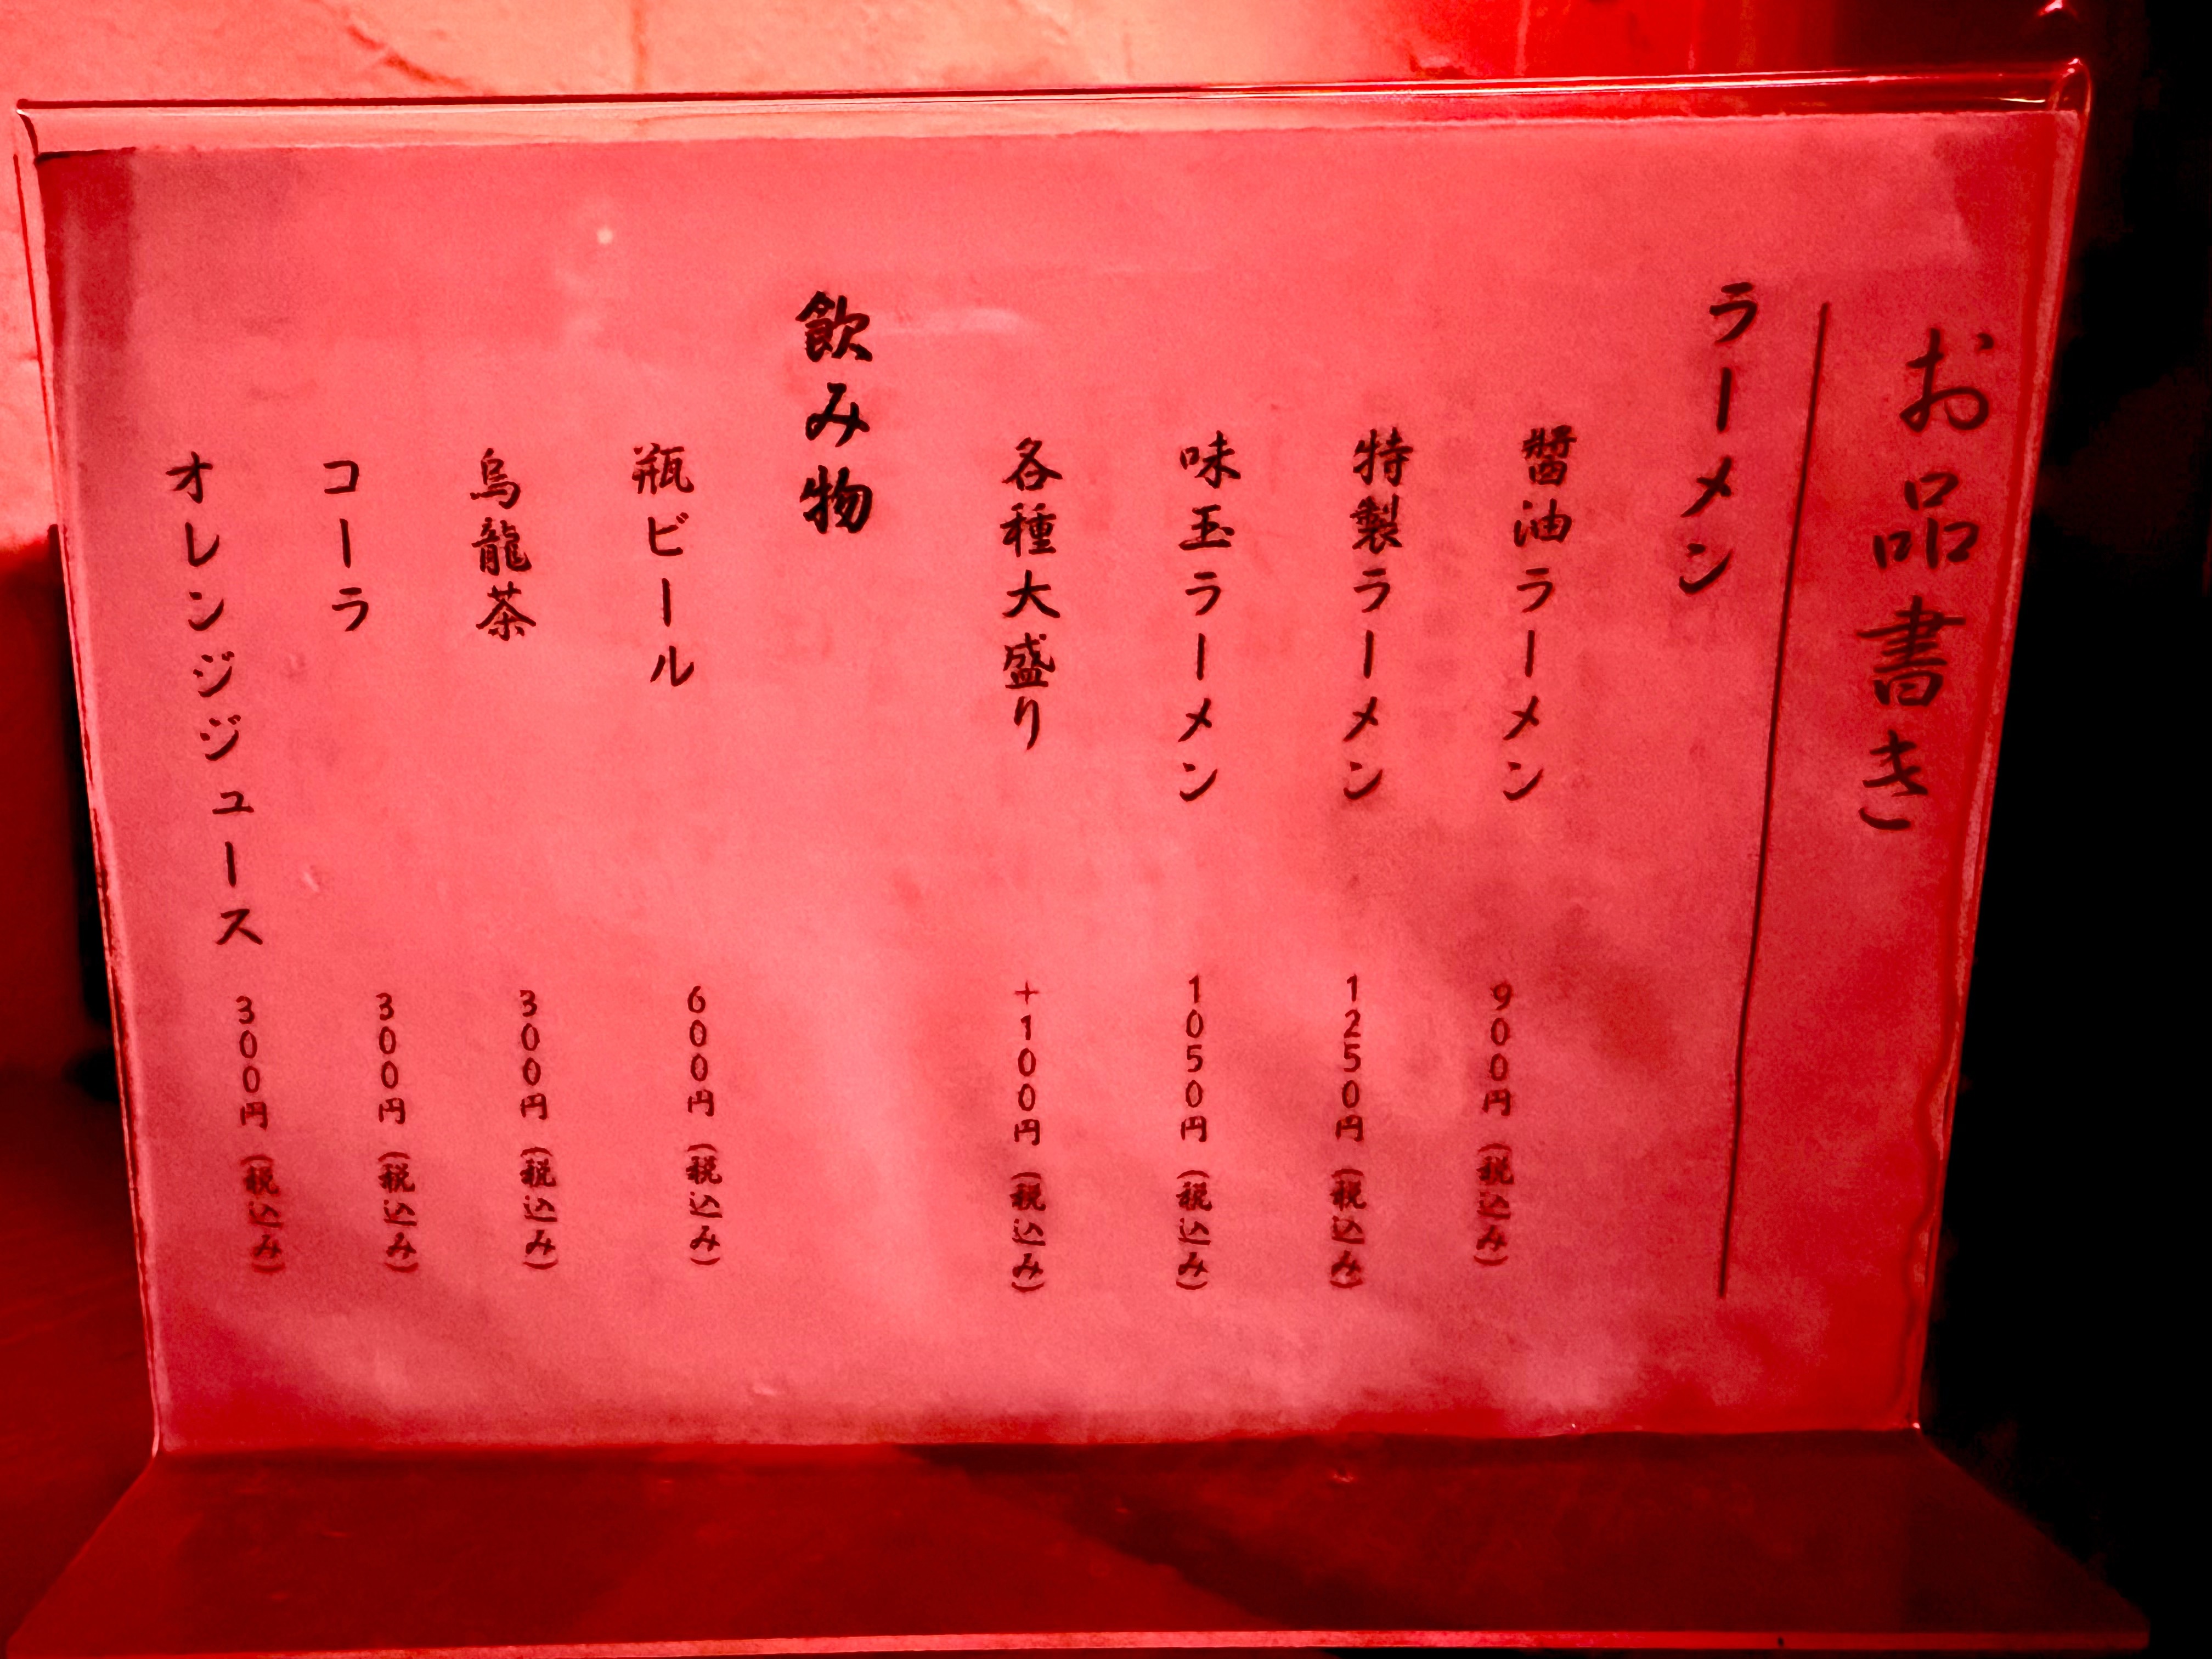 お品書き
ラーメン
醤油ラーメン 900円（税込み）
特製ラーメン 1250円（税込み）
味玉ラーメン 1050円（税込み）
各種大盛り +100円（税込み）
飲み物
瓶ビール 600円（税込み）
烏龍茶 300円（税込み）
コーラ 300円（税込み）
オレンジジュース 300円（税込み）